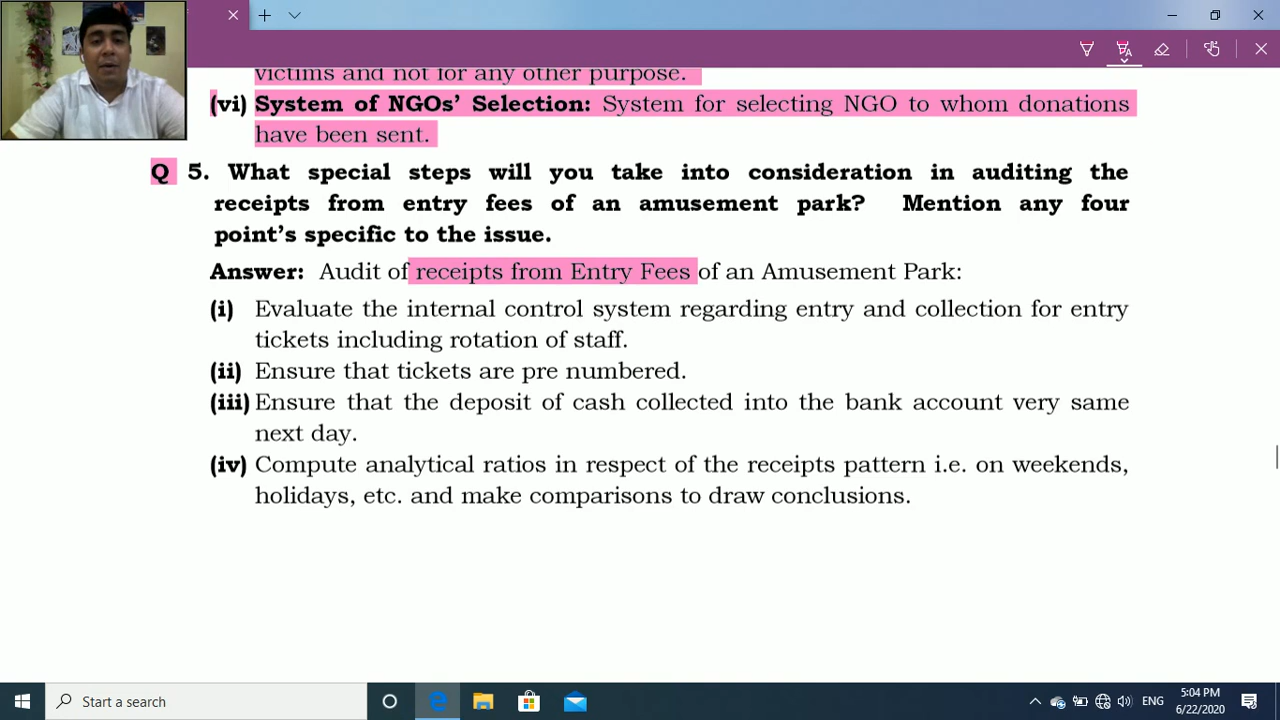 victims and not for any other purpose.
(vi) System of NGOs' Selection: System for selecting NGO to whom donations
have been sent.
Q 5. What special steps will you take into consideration in auditing the
receipts from entry fees of an amusement park? Mention any four
point's specific to the issue.
Answer: Audit of receipts from Entry Fees of an Amusement Park:
(i) Evaluate the internal control system regarding entry and collection for entry
tickets including rotation of staff.
(ii) Ensure that tickets are pre numbered.
(iii) Ensure that the deposit of cash collected into the bank account very same
next day.
(iv) Compute analytical ratios in respect of the receipts pattern i.e. on weekends,
holidays, etc. and make comparisons to draw conclusions.
Start a search
ENG
5:04 PM
6/22/2020